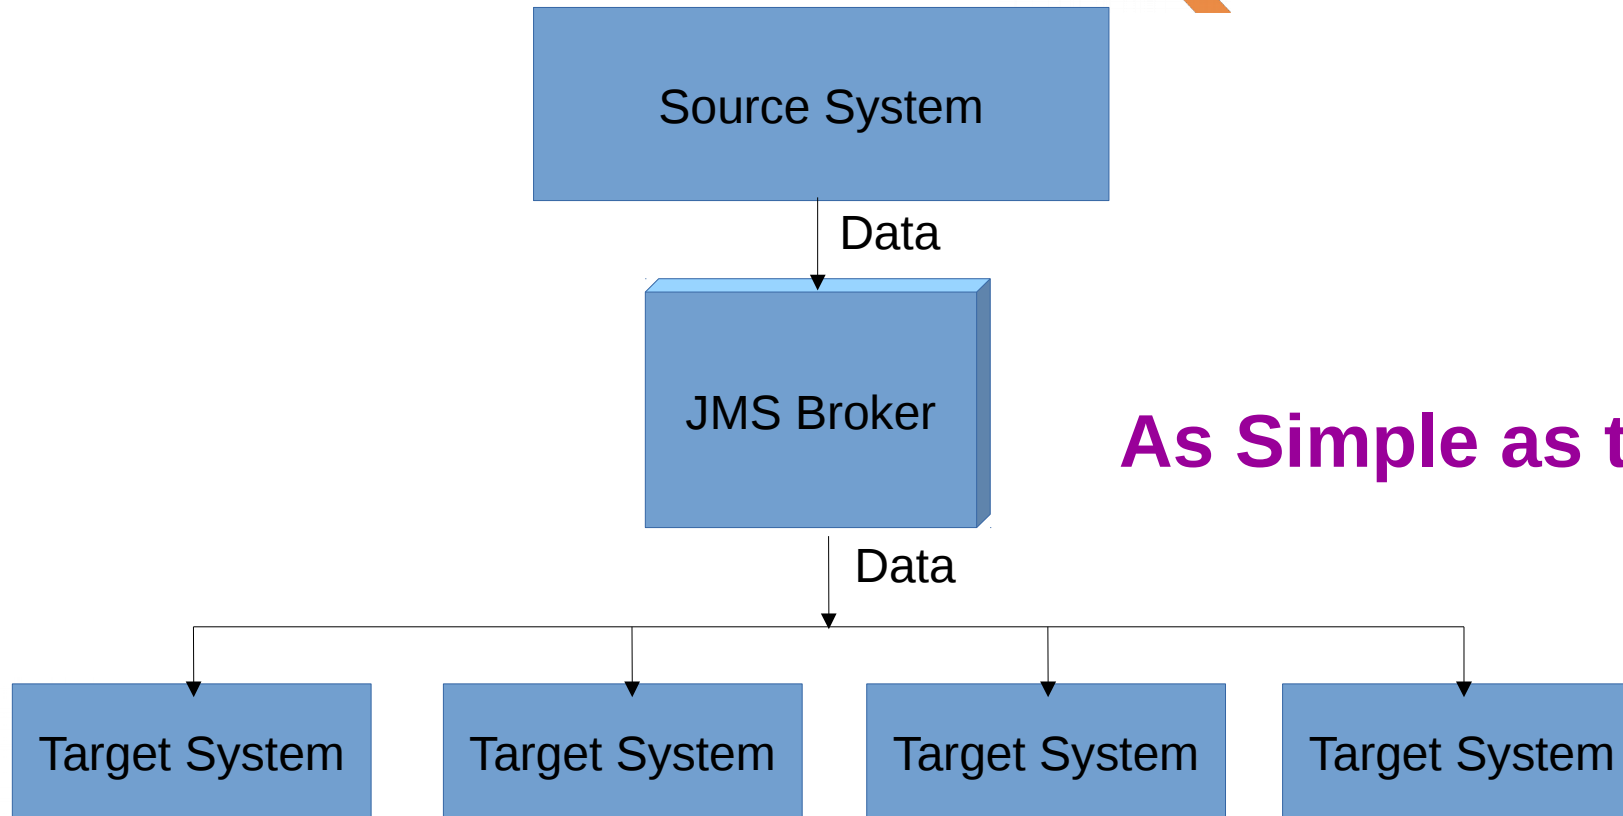 Source System
Data
JMS Broker
As Simple as t
Data
Target System
Target System
Target System
Target System